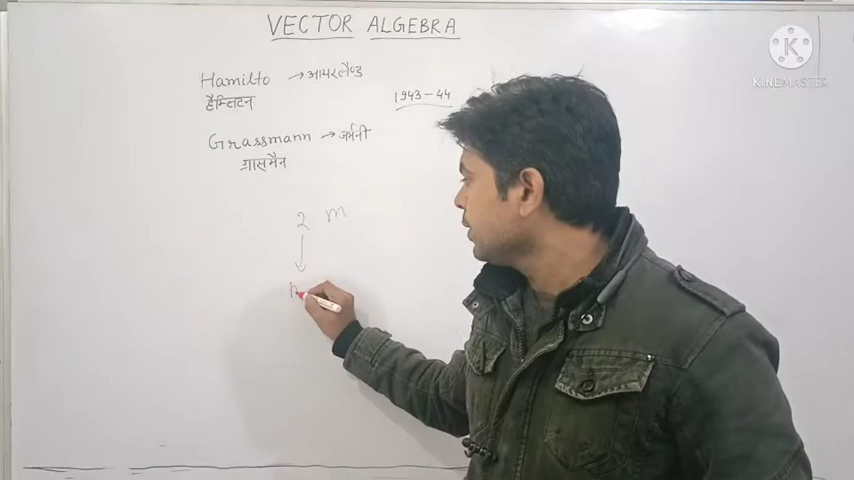 VECTOR ALGEBRA
Hamilto → आयरलैण्ड
हैम्लिटन
1943-44
Grassmann → जर्मनी
ग्रासमैन
2 m
K
KINEMASTER